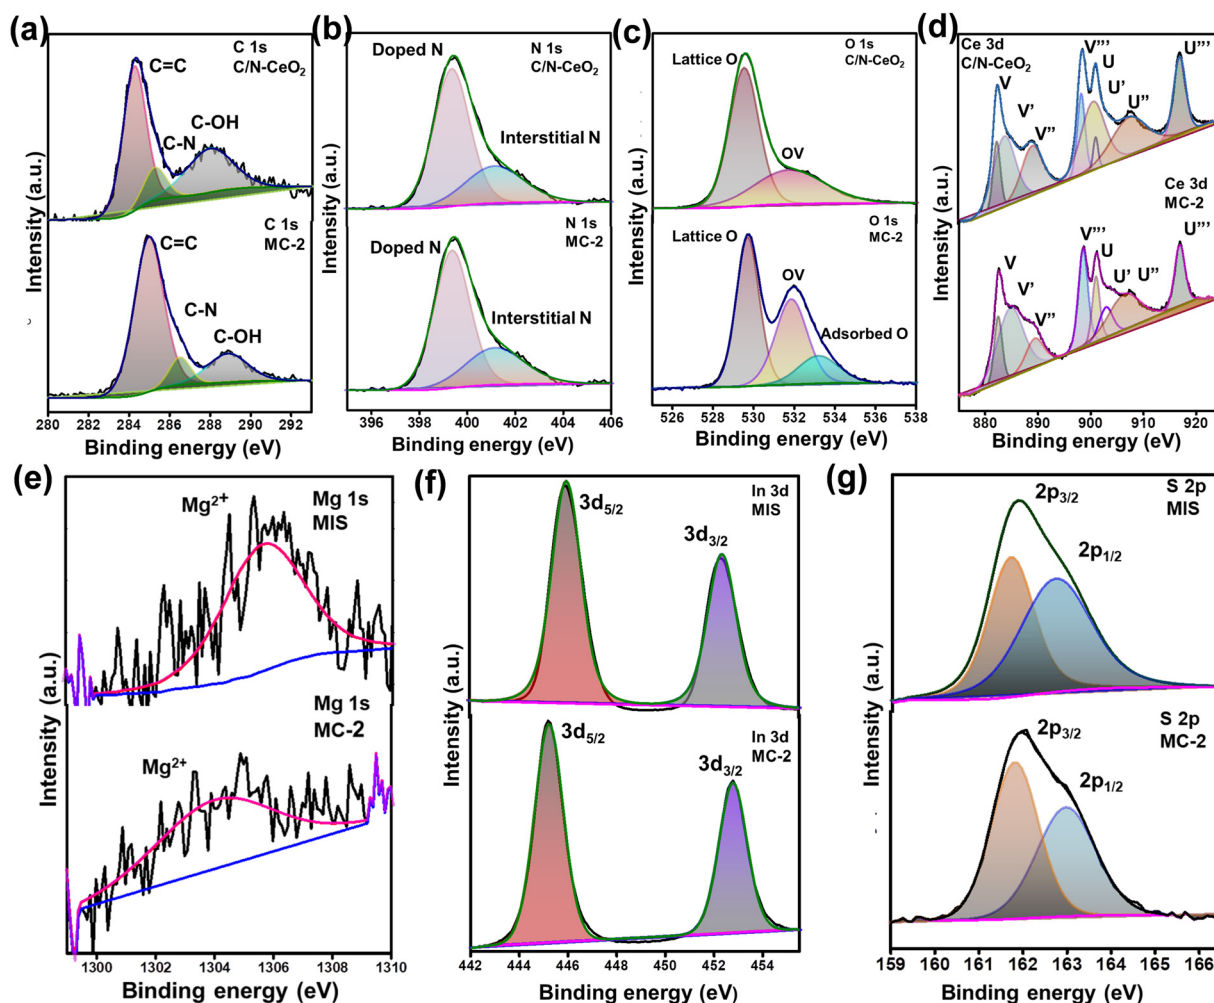 (a)
C 1s
C/N-CeO₂
C=C
C-N
C-OH
C 1s
MC-2
C=C
C-N
C-OH
Intensity (a.u.)
280 282 284 286 288 290 292
Binding energy (eV)
(b)
N 1s
C/N-CeO₂
Doped N
Interstitial N
N 1s
MC-2
Doped N
Interstitial N
Intensity (a.u.)
396 398 400 402 404 406
Binding energy (eV)
(c)
O 1s
C/N-CeO₂
Lattice O
OV
O 1s
MC-2
Lattice O
OV
Adsorbed O
Intensity (a.u.)
526 528 530 532 534 536 538
Binding energy (eV)
(d)
Ce 3d
C/N-CeO₂
V
V'
V''
V'''
U
U'
U''
U'''
Ce 3d
MC-2
V
V'
V''
V'''
U
U'
U''
U'''
Intensity (a.u.)
880 890 900 910 920
Binding energy (eV)
(e)
Mg 1s
MIS
Mg²⁺
Mg 1s
MC-2
Mg²⁺
Intensity (a.u.)
1300 1302 1304 1306 1308 1310
Binding energy (eV)
(f)
In 3d
MIS
3d₅/₂
3d₃/₂
In 3d
MC-2
3d₅/₂
3d₃/₂
Intensity (a.u.)
442 444 446 448 450 452 454
Binding energy (eV)
(g)
S 2p
MIS
2p₃/₂
2p₁/₂
S 2p
MC-2
2p₃/₂
2p₁/₂
Intensity (a.u.)
159 160 161 162 163 164 165 166
Binding energy (eV)